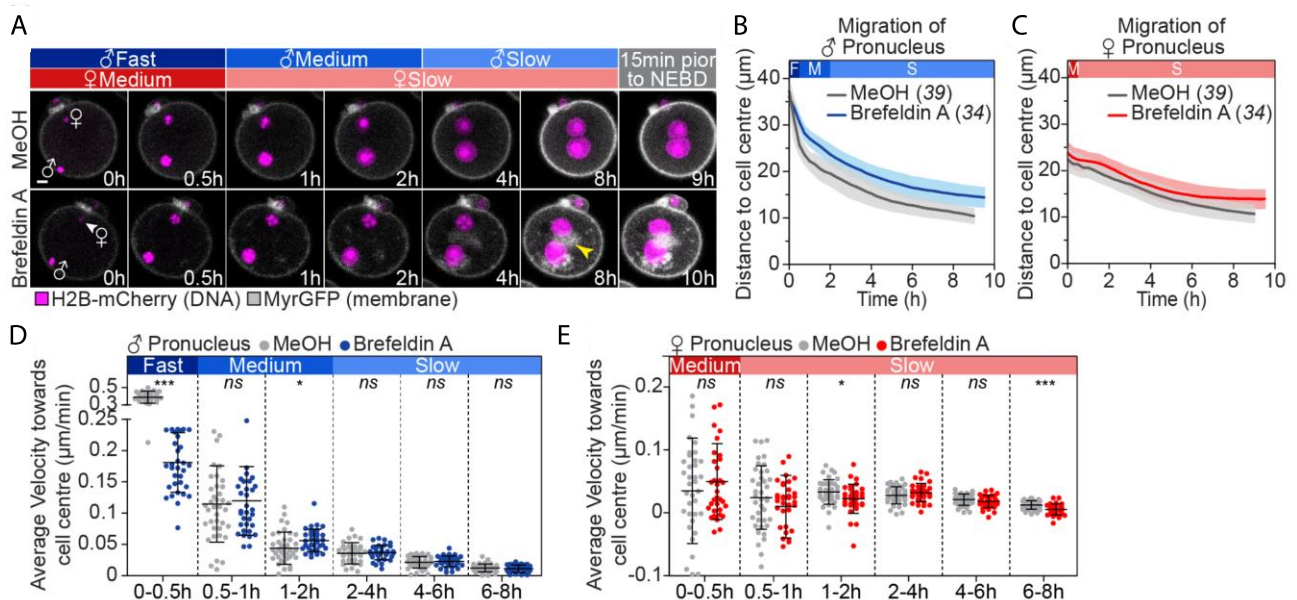 A
♂Fast ♂Medium ♂Slow 15min pior to NEBD
♀Medium ♀Slow
MeOH
♀
♂
0h 0.5h 1h 2h 4h 8h 9h
Brefeldin A
♀
♂
0h 0.5h 1h 2h 4h 8h 10h
H2B-mCherry (DNA) MyrGFP (membrane)
B
Migration of
♂ Pronucleus
F M S
MeOH (39)
Brefeldin A (34)
Distance to cell centre (µm)
40
30
20
10
0
0 2 4 6 8 10
Time (h)
C
Migration of
♀ Pronucleus
M S
MeOH (39)
Brefeldin A (34)
Distance to cell centre (µm)
40
30
20
10
0
0 2 4 6 8 10
Time (h)
D
♂ Pronucleus MeOH Brefeldin A
Fast Medium Slow
*** ns * ns ns ns
Average Velocity towards
cell centre (µm/min)
0.5
0.3
0.25
0.2
0.15
0.1
0.05
0
0-0.5h 0.5-1h 1-2h 2-4h 4-6h 6-8h
E
♀ Pronucleus MeOH Brefeldin A
Medium Slow
ns ns * ns ns ***
Average Velocity towards
cell centre (µm/min)
0.2
0.1
0
-0.1
0-0.5h 0.5-1h 1-2h 2-4h 4-6h 6-8h